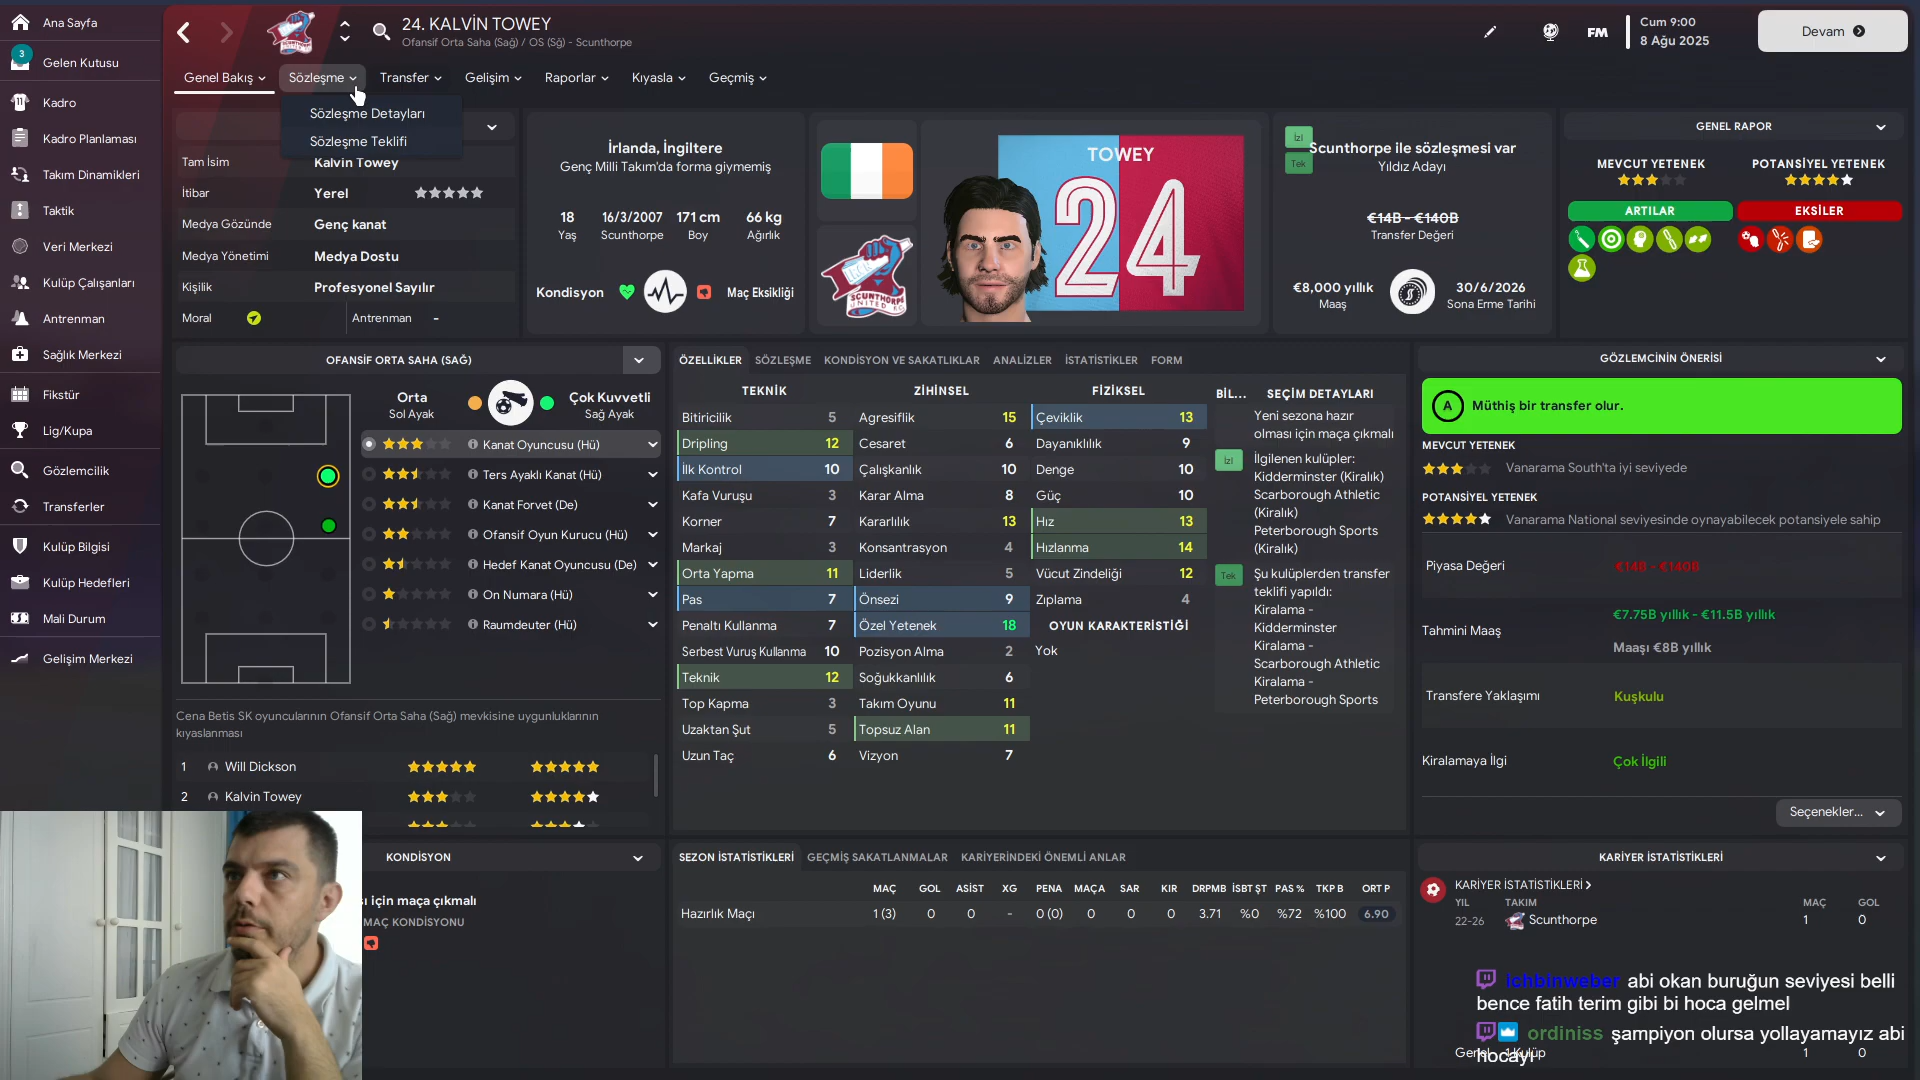 Ana Sayfa
3
Gelen Kutusu
Kadro
Kadro Planlaması
Takım Dinamikleri
Taktik
Veri Merkezi
Kulüp Çalışanları
Antrenman
Sağlık Merkezi
Fikstür
Lig/Kupa
Gözlemcilik
Transferler
Kulüp Bilgisi
Kulüp Hedefleri
Mali Durum
Gelişim Merkezi
24. KALVİN TOWEY
Ofansif Orta Saha (Sağ) / OS (Sğ) - Scunthorpe
FM
Cum 9:00
8 Ağu 2025
Devam
Genel Bakış
Sözleşme
Transfer
Gelişim
Raporlar
Kıyasla
Geçmiş
Sözleşme Detayları
Sözleşme Teklifi
Tam İsim Kalvin Towey
İtibar Yerel
Medya Gözünde Genç kanat
Medya Yönetimi Medya Dostu
Kişilik Profesyonel Sayılır
Moral
Antrenman -
İrlanda, İngiltere
Genç Milli Takım'da forma giymemiş
18 16/3/2007 171 cm 66 kg
Yaş Scunthorpe Boy Ağırlık
Kondisyon Maç Eksikliği
SCUNTHORPE
UNITED FC
TOWEY
24
İzl
Tek
Scunthorpe ile sözleşmesi var
Yıldız Adayı
€14B - €140B
Transfer Değeri
€8,000 yıllık 30/6/2026
Maaş Sona Erme Tarihi
GENEL RAPOR
MEVCUT YETENEK POTANSİYEL YETENEK
ARTILAR EKSİLER
OFANSİF ORTA SAHA (SAĞ)
Orta Çok Kuvvetli
Sol Ayak Sağ Ayak
Kanat Oyuncusu (Hü)
Ters Ayaklı Kanat (Hü)
Kanat Forvet (De)
Ofansif Oyun Kurucu (Hü)
Hedef Kanat Oyuncusu (De)
On Numara (Hü)
Raumdeuter (Hü)
Cena Betis SK oyuncularının Ofansif Orta Saha (Sağ) mevkisine uygunluklarının
kıyaslanması
1 Will Dickson
2 Kalvin Towey
KONDİSYON
ı için maça çıkmalı
MAÇ KONDİSYONU
ÖZELLİKLER SÖZLEŞME KONDİSYON VE SAKATLIKLAR ANALİZLER İSTATİSTİKLER FORM
TEKNİK ZİHİNSEL FİZİKSEL
Bitiricilik 5 Agresiflik 15 Çeviklik 13
Dripling 12 Cesaret 6 Dayanıklılık 9
İlk Kontrol 10 Çalışkanlık 10 Denge 10
Kafa Vuruşu 3 Karar Alma 8 Güç 10
Korner 7 Kararlılık 13 Hız 13
Markaj 3 Konsantrasyon 4 Hızlanma 14
Orta Yapma 11 Liderlik 5 Vücut Zindeliği 12
Pas 7 Önsezi 9 Zıplama 4
Penaltı Kullanma 7 Özel Yetenek 18 OYUN KARAKTERİSTİĞİ
Serbest Vuruş Kullanma 10 Pozisyon Alma 2 Yok
Teknik 12 Soğukkanlılık 6
Top Kapma 3 Takım Oyunu 11
Uzaktan Şut 5 Topsuz Alan 11
Uzun Taç 6 Vizyon 7
BİL... SEÇİM DETAYLARI
Yeni sezona hazır
olması için maça çıkmalı
İzl
İlgilenen kulüpler:
Kidderminster (Kiralık)
Scarborough Athletic
(Kiralık)
Peterborough Sports
(Kiralık)
Tek
Şu kulüplerden transfer
teklifi yapıldı:
Kiralama -
Kidderminster
Kiralama -
Scarborough Athletic
Kiralama -
Peterborough Sports
GÖZLEMCİNİN ÖNERİSİ
A Müthiş bir transfer olur.
MEVCUT YETENEK
Vanarama South'ta iyi seviyede
POTANSİYEL YETENEK
Vanarama National seviyesinde oynayabilecek potansiyele sahip
Piyasa Değeri €14B - €140B
Tahmini Maaş €7.75B yıllık - €11.5B yıllık
Maaşı €8B yıllık
Transfere Yaklaşımı Kuşkulu
Kiralamaya İlgi Çok İlgili
Seçenekler...
SEZON İSTATİSTİKLERİ GEÇMİŞ SAKATLANMALAR KARİYERİNDEKİ ÖNEMLİ ANLAR
MAÇ GOL ASİST XG PENA MAÇA SAR KIR DRPMB İSBT ŞT PAS % TKP B ORT P
Hazırlık Maçı 1 (3) 0 0 - 0 (0) 0 0 0 3.71 %0 %72 %100 6.90
KARİYER İSTATİSTİKLERİ
KARİYER İSTATİSTİKLERİ
YIL TAKIM MAÇ GOL
22-26 Scunthorpe 1 0
ichbinweber abi okan buruğun seviyesi belli
bence fatih terim gibi bi hoca gelmel
ordiniss şampiyon olursa yollayamayız abi
hocayı
Genel 1 Kulüp 1 0